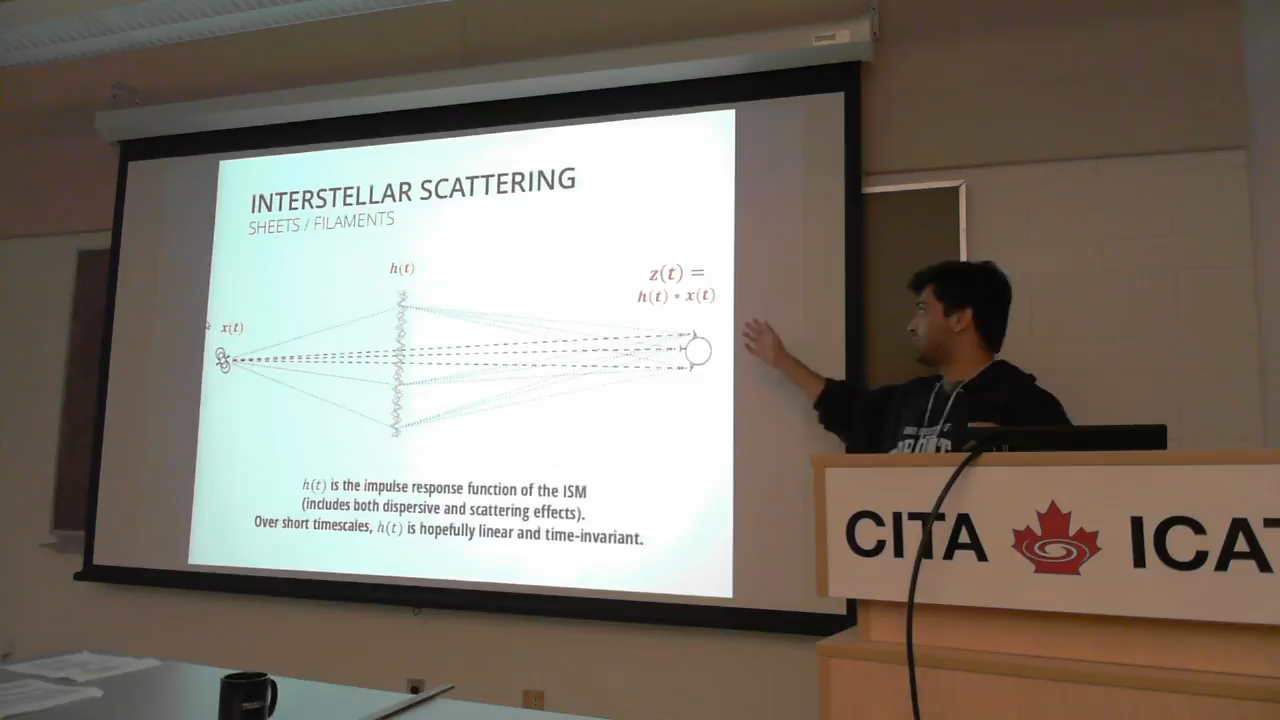 INTERSTELLAR SCATTERING
SHEETS / FILAMENTS
h(t)
z(t) =
h(t) * x(t)
x(t)
h(t) is the impulse response function of the ISM
(includes both dispersive and scattering effects).
Over short timescales, h(t) is hopefully linear and time-invariant.
CITA ICAT